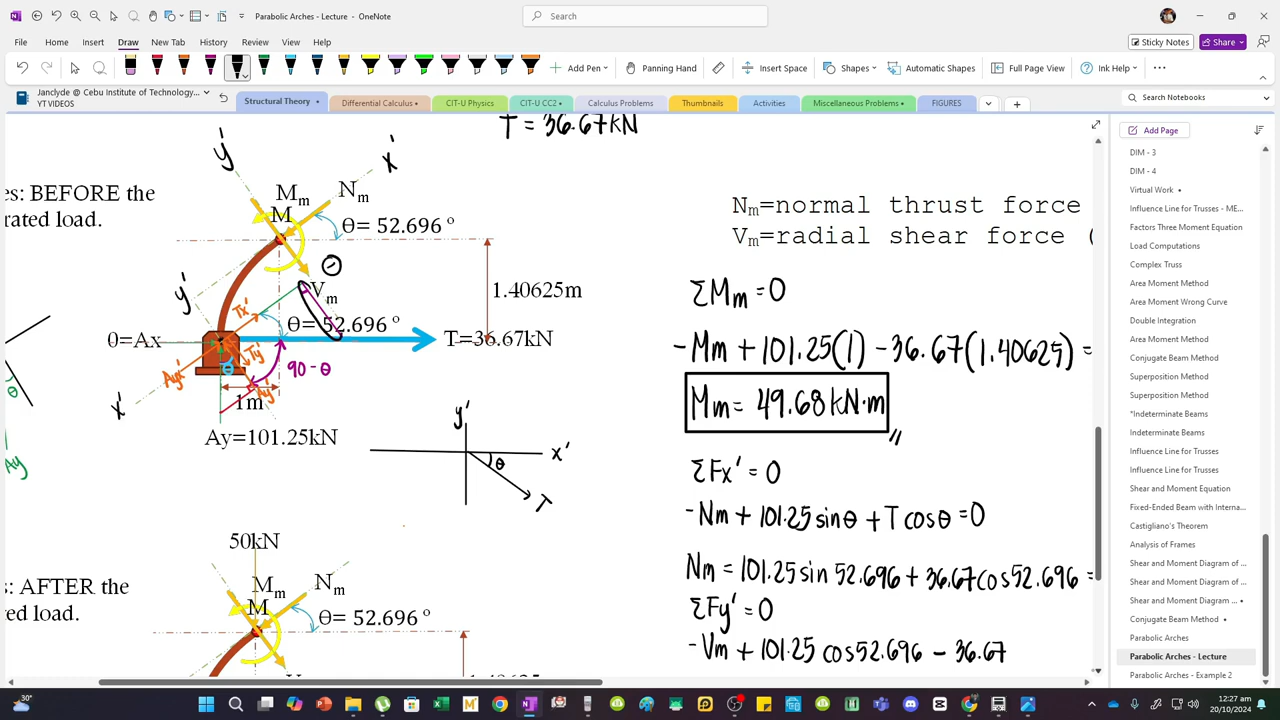 Parabolic Arches - Lecture - OneNote
Search
File Home Insert Draw New Tab History Review View Help
Sticky Notes Share
Add Pen Panning Hand Insert Space Shapes Automatic Shapes Full Page View Ink Help
Janclyde @ Cebu Institute of Technology...
YT VIDEOS
Structural Theory Differential Calculus CIT-U Physics CIT-U CC2 Calculus Problems Thumbnails Activities Miscellaneous Problems FIGURES
Search Notebooks
Add Page
DIM - 3
DIM - 4
Virtual Work
Influence Line for Trusses - ME...
Factors Three Moment Equation
Load Computations
Complex Truss
Area Moment Method
Area Moment Wrong Curve
Double Integration
Area Moment Method
Conjugate Beam Method
Superposition Method
Superposition Method
*Indeterminate Beams
Indeterminate Beams
Influence Line for Trusses
Influence Line for Trusses
Shear and Moment Equation
Fixed-Ended Beam with Interna...
Castigliano's Theorem
Analysis of Frames
Shear and Moment Diagram of ...
Shear and Moment Diagram of ...
Shear and Moment Diagram ...
Conjugate Beam Method
Parabolic Arches
Parabolic Arches - Lecture
Parabolic Arches - Example 2
T = 36.67kN
es: BEFORE the
rated load.
y'
x'
Mm
Nm
M
θ= 52.696 °
y'
Vm
1.40625m
Tx'
θ= 52.696 °
0=Ax
T=36.67kN
Ty'
Ay'
θ
90 - θ
Ay'
x'
1m
Ay=101.25kN
θ
Ay
y'
x'
θ
T
Nm=normal thrust force
Vm=radial shear force (
ΣMm = 0
-Mm + 101.25(1) - 36.67(1.40625) =
Mm = 49.68 kN·m
ΣFx' = 0
-Nm + 101.25 sinθ + T cosθ = 0
Nm = 101.25 sin 52.696 + 36.67 cos 52.696 =
ΣFy' = 0
-Vm + 101.25 cos 52.696 - 36.67
50kN
s: AFTER the
ted load.
Mm
Nm
M
θ= 52.696 °
30°
12:27 am
20/10/2024